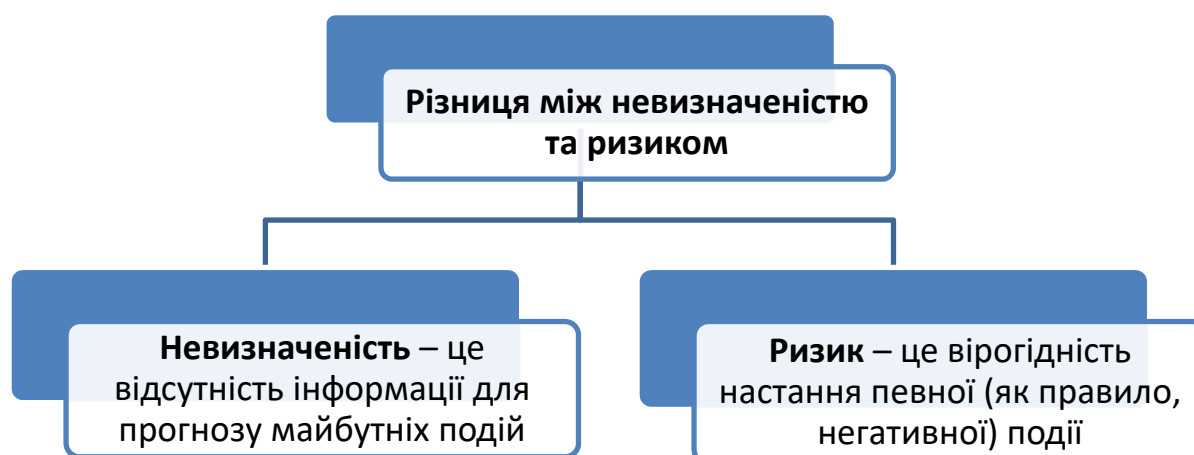 Різниця між невизначеністю
та ризиком
Невизначеність – це
відсутність інформації для
прогнозу майбутніх подій
Ризик – це вірогідність
настання певної (як правило,
негативної) події